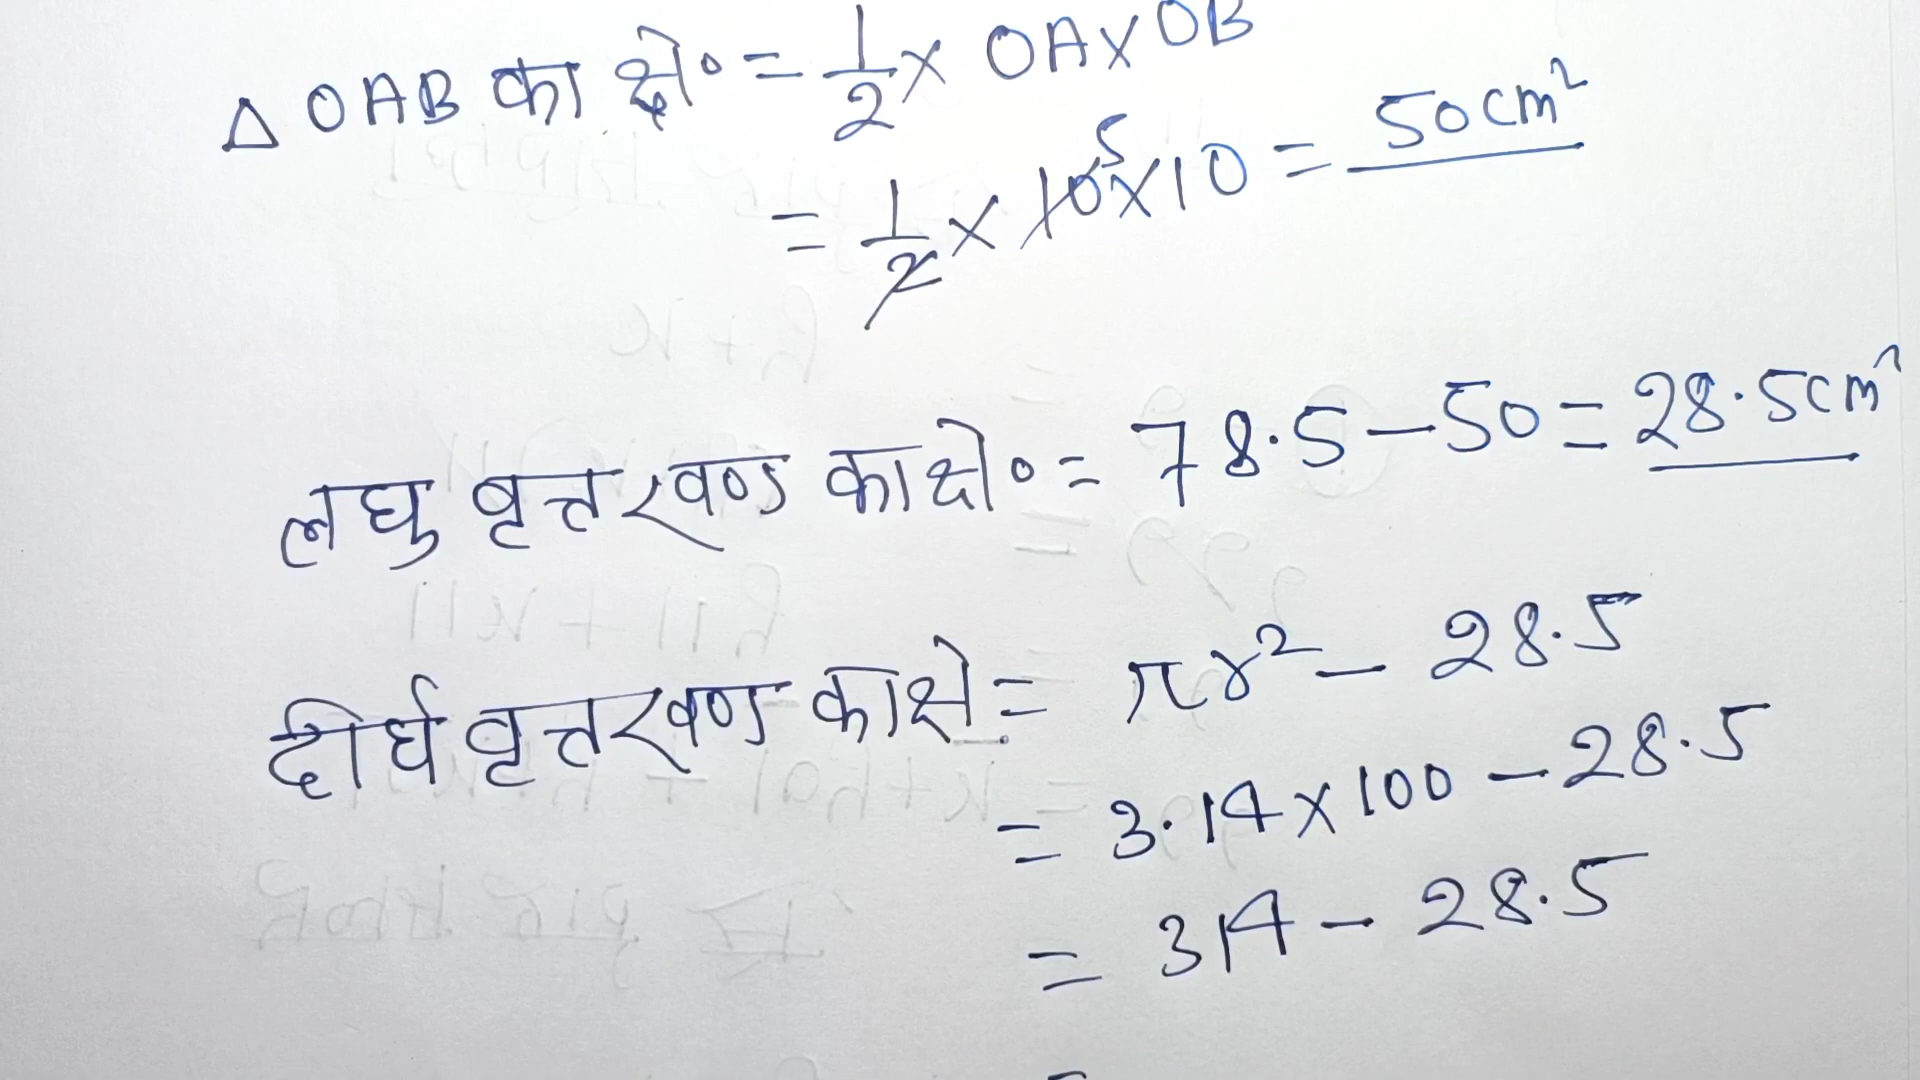 △ OAB का क्षे० = 1/2 × OA × OB
= 1/2 × 10 5 × 10 = 50 cm²
लघु वृत्तखण्ड का क्षे० = 78.5 – 50 = 28.5 cm²
दीर्घ वृत्तखण्ड का क्षे. = πr² – 28.5
= 3.14 × 100 – 28.5
= 314 – 28.5